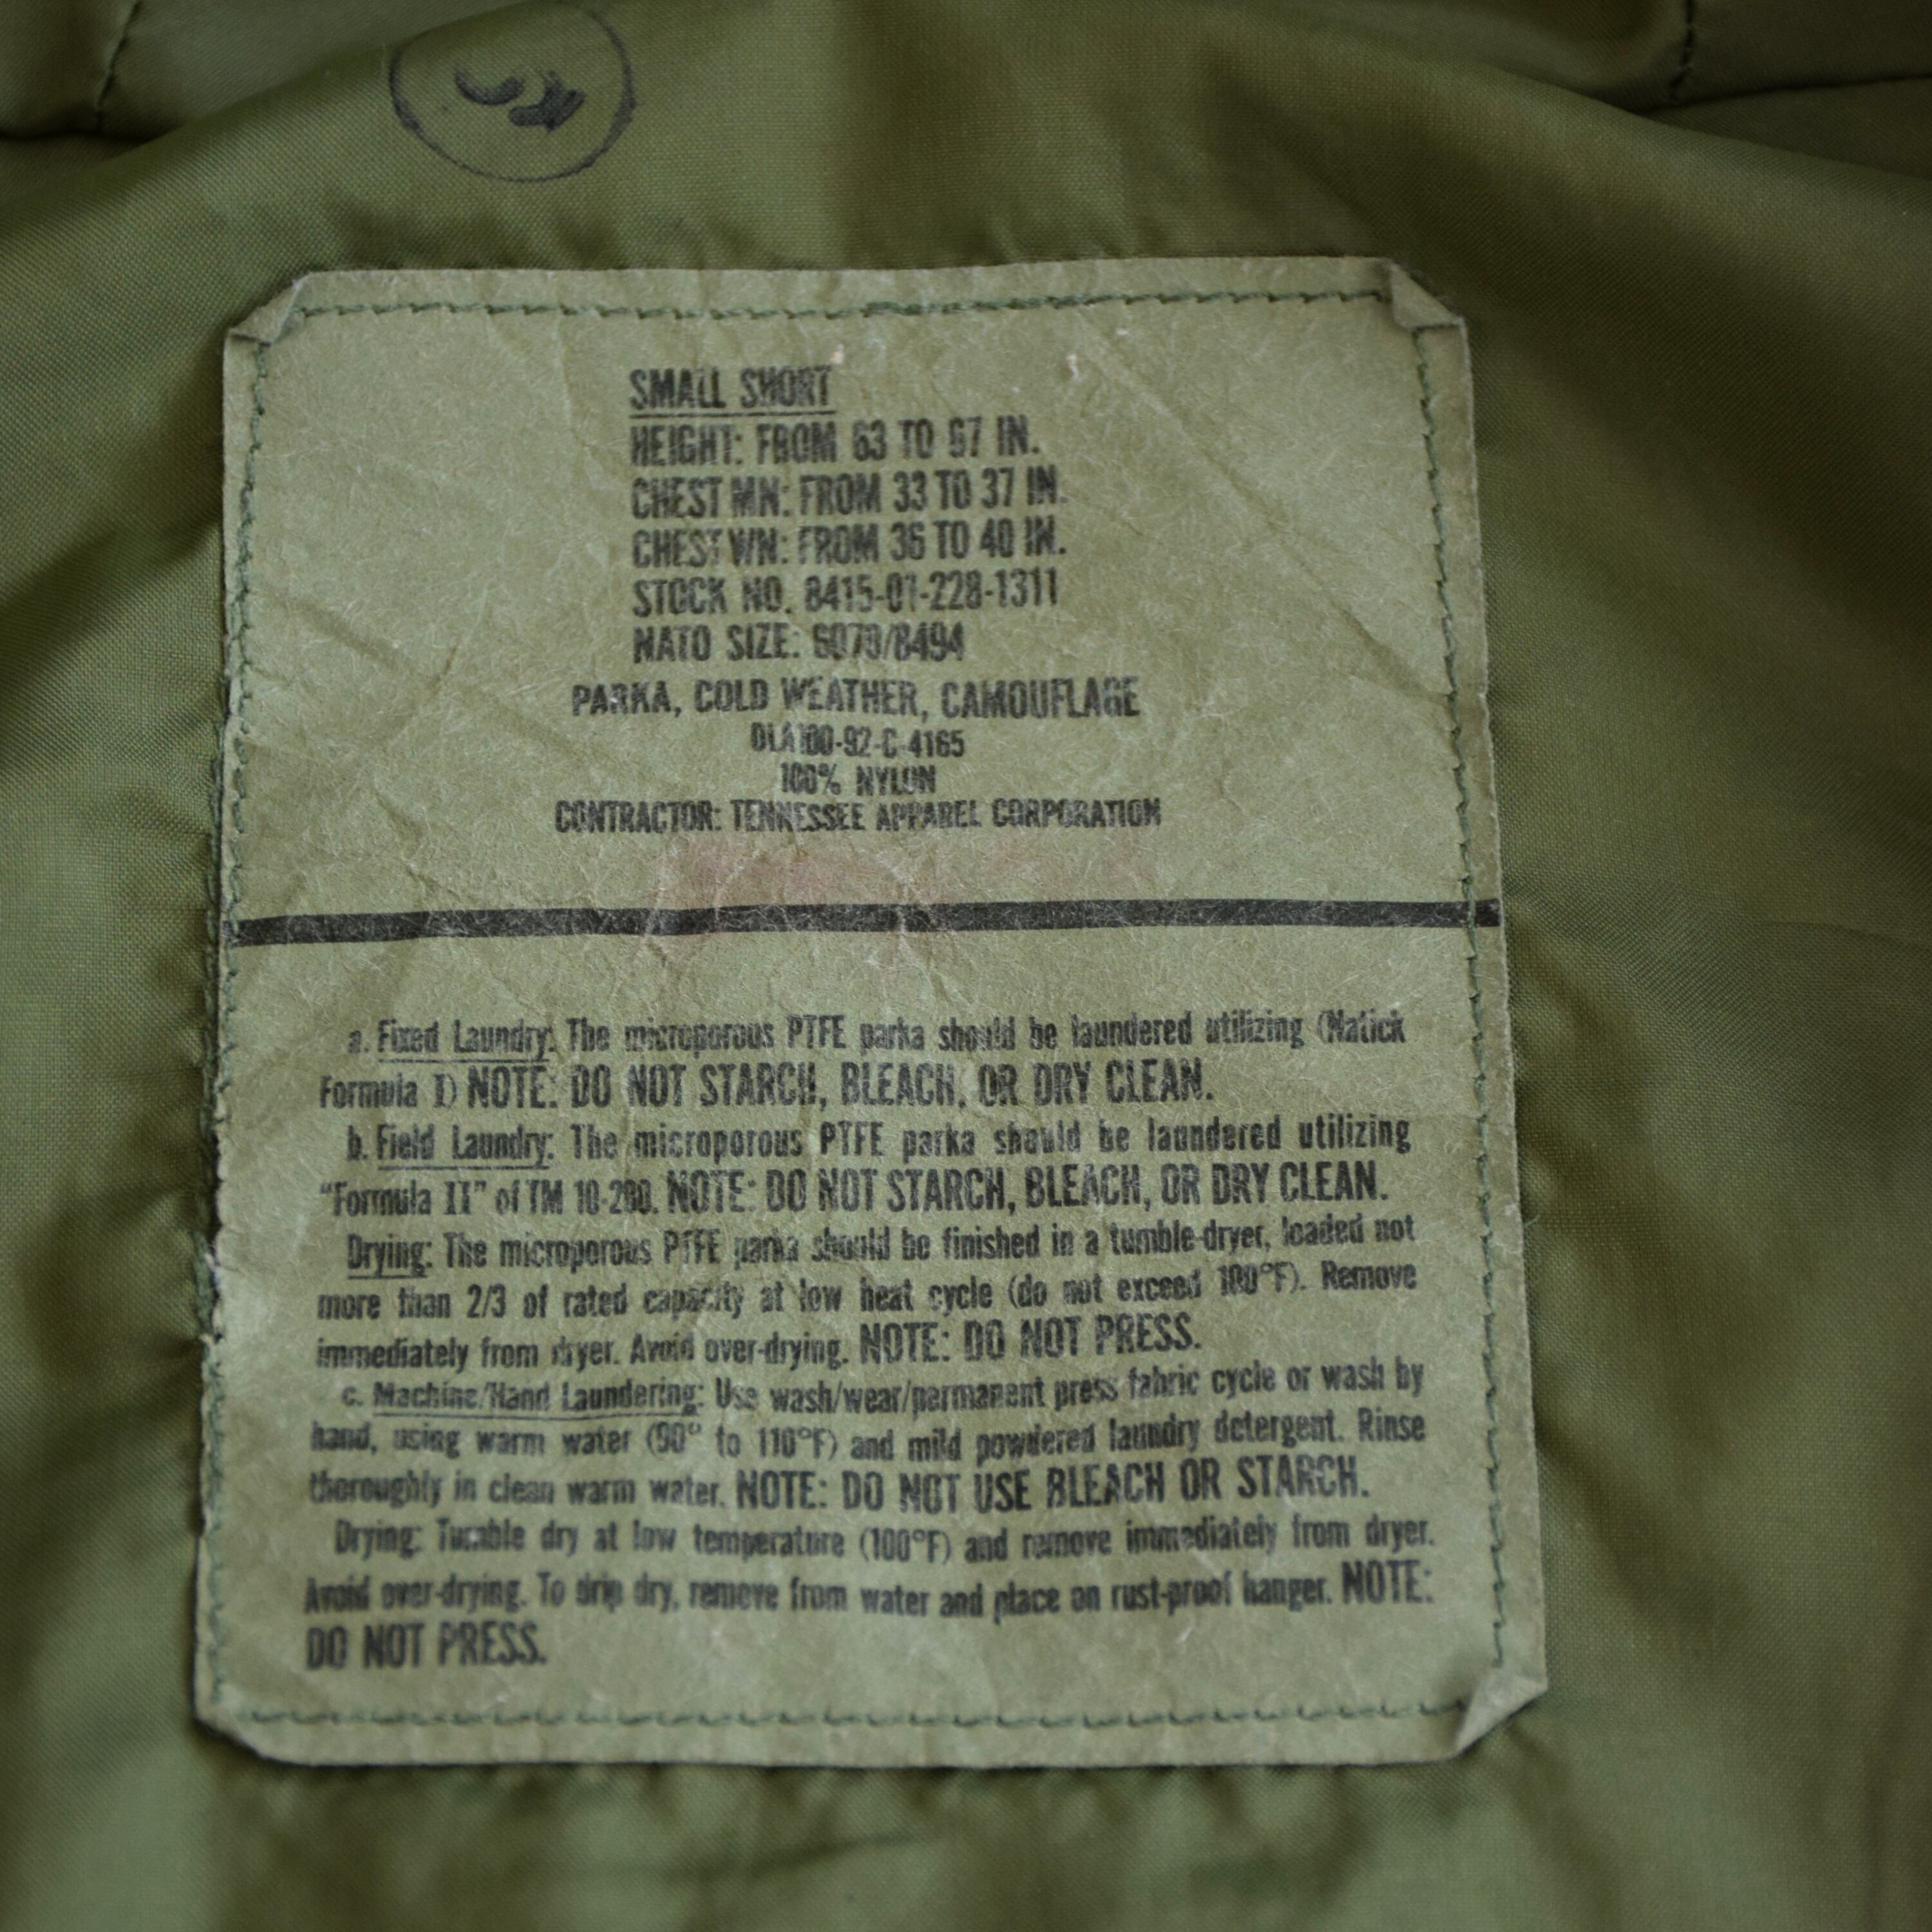 SMALL SHORT
HEIGHT: FROM 63 TO 67 IN.
CHEST MN: FROM 33 TO 37 IN.
CHEST WN: FROM 36 TO 40 IN.
STOCK NO. 8415-01-228-1311
NATO SIZE: 6070/8494
PARKA, COLD WEATHER, CAMOUFLAGE
DLA100-92-C-4165
100% NYLON
CONTRACTOR: TENNESSEE APPAREL CORPORATION
a. Fixed Laundry: The microporous PTFE parka should be laundered utilizing (Natick
Formula I) NOTE: DO NOT STARCH, BLEACH, OR DRY CLEAN.
b. Field Laundry: The microporous PTFE parka should be laundered utilizing
"Formula II" of TM 10-280. NOTE: DO NOT STARCH, BLEACH, OR DRY CLEAN.
Drying: The microporous PTFE parka should be finished in a tumble-dryer, loaded not
more than 2/3 of rated capacity at low heat cycle (do not exceed 100°F). Remove
immediately from dryer. Avoid over-drying. NOTE: DO NOT PRESS.
c. Machine/Hand Laundering: Use wash/wear/permanent press fabric cycle or wash by
hand, using warm water (90° to 110°F) and mild powdered laundry detergent. Rinse
thoroughly in clean warm water. NOTE: DO NOT USE BLEACH OR STARCH.
Drying: Tumble dry at low temperature (100°F) and remove immediately from dryer.
Avoid over-drying. To drip dry, remove from water and place on rust-proof hanger. NOTE:
DO NOT PRESS.